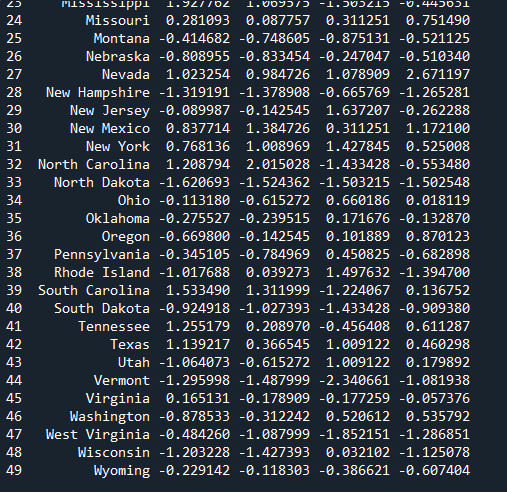 23 Mississippi 1.927762 1.069575 -1.503215 -0.445631
24 Missouri 0.281093 0.087757 0.311251 0.751490
25 Montana -0.414682 -0.748605 -0.875131 -0.521125
26 Nebraska -0.808955 -0.833454 -0.247047 -0.510340
27 Nevada 1.023254 0.984726 1.078909 2.671197
28 New Hampshire -1.319191 -1.378908 -0.665769 -1.265281
29 New Jersey -0.089987 -0.142545 1.637207 -0.262288
30 New Mexico 0.837714 1.384726 0.311251 1.172100
31 New York 0.768136 1.008969 1.427845 0.525008
32 North Carolina 1.208794 2.015028 -1.433428 -0.553480
33 North Dakota -1.620693 -1.524362 -1.503215 -1.502548
34 Ohio -0.113180 -0.615272 0.660186 0.018119
35 Oklahoma -0.275527 -0.239515 0.171676 -0.132870
36 Oregon -0.669800 -0.142545 0.101889 0.870123
37 Pennsylvania -0.345105 -0.784969 0.450825 -0.682898
38 Rhode Island -1.017688 0.039273 1.497632 -1.394700
39 South Carolina 1.533490 1.311999 -1.224067 0.136752
40 South Dakota -0.924918 -1.027393 -1.433428 -0.909380
41 Tennessee 1.255179 0.208970 -0.456408 0.611287
42 Texas 1.139217 0.366545 1.009122 0.460298
43 Utah -1.064073 -0.615272 1.009122 0.179892
44 Vermont -1.295998 -1.487999 -2.340661 -1.081938
45 Virginia 0.165131 -0.178909 -0.177259 -0.057376
46 Washington -0.878533 -0.312242 0.520612 0.535792
47 West Virginia -0.484260 -1.087999 -1.852151 -1.286851
48 Wisconsin -1.203228 -1.427393 0.032102 -1.125078
49 Wyoming -0.229142 -0.118303 -0.386621 -0.607404